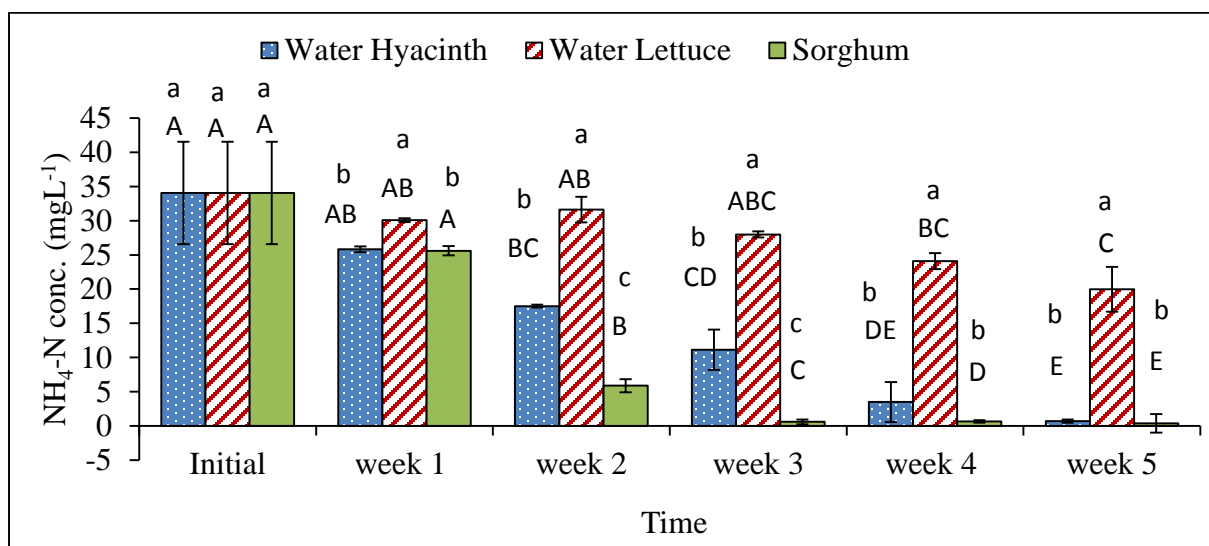 Water Hyacinth Water Lettuce Sorghum
NH₄-N conc. (mgL⁻¹)
45
40
35
30
25
20
15
10
5
0
-5
a a a
A A A
b a b
AB AB A
b a c
BC AB B
b a c
CD ABC C
b a b
DE BC D
b a b
E C E
Initial week 1 week 2 week 3 week 4 week 5
Time